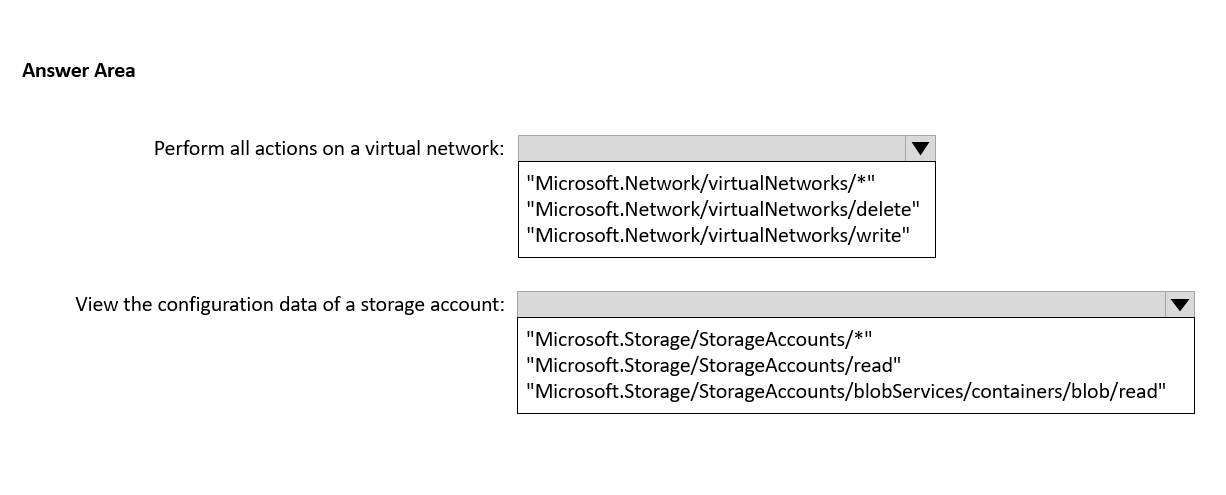 Answer Area
Perform all actions on a virtual network:
"Microsoft.Network/virtualNetworks/*"
"Microsoft.Network/virtualNetworks/delete"
"Microsoft.Network/virtualNetworks/write"
View the configuration data of a storage account:
"Microsoft.Storage/StorageAccounts/*"
"Microsoft.Storage/StorageAccounts/read"
"Microsoft.Storage/StorageAccounts/blobServices/containers/blob/read"